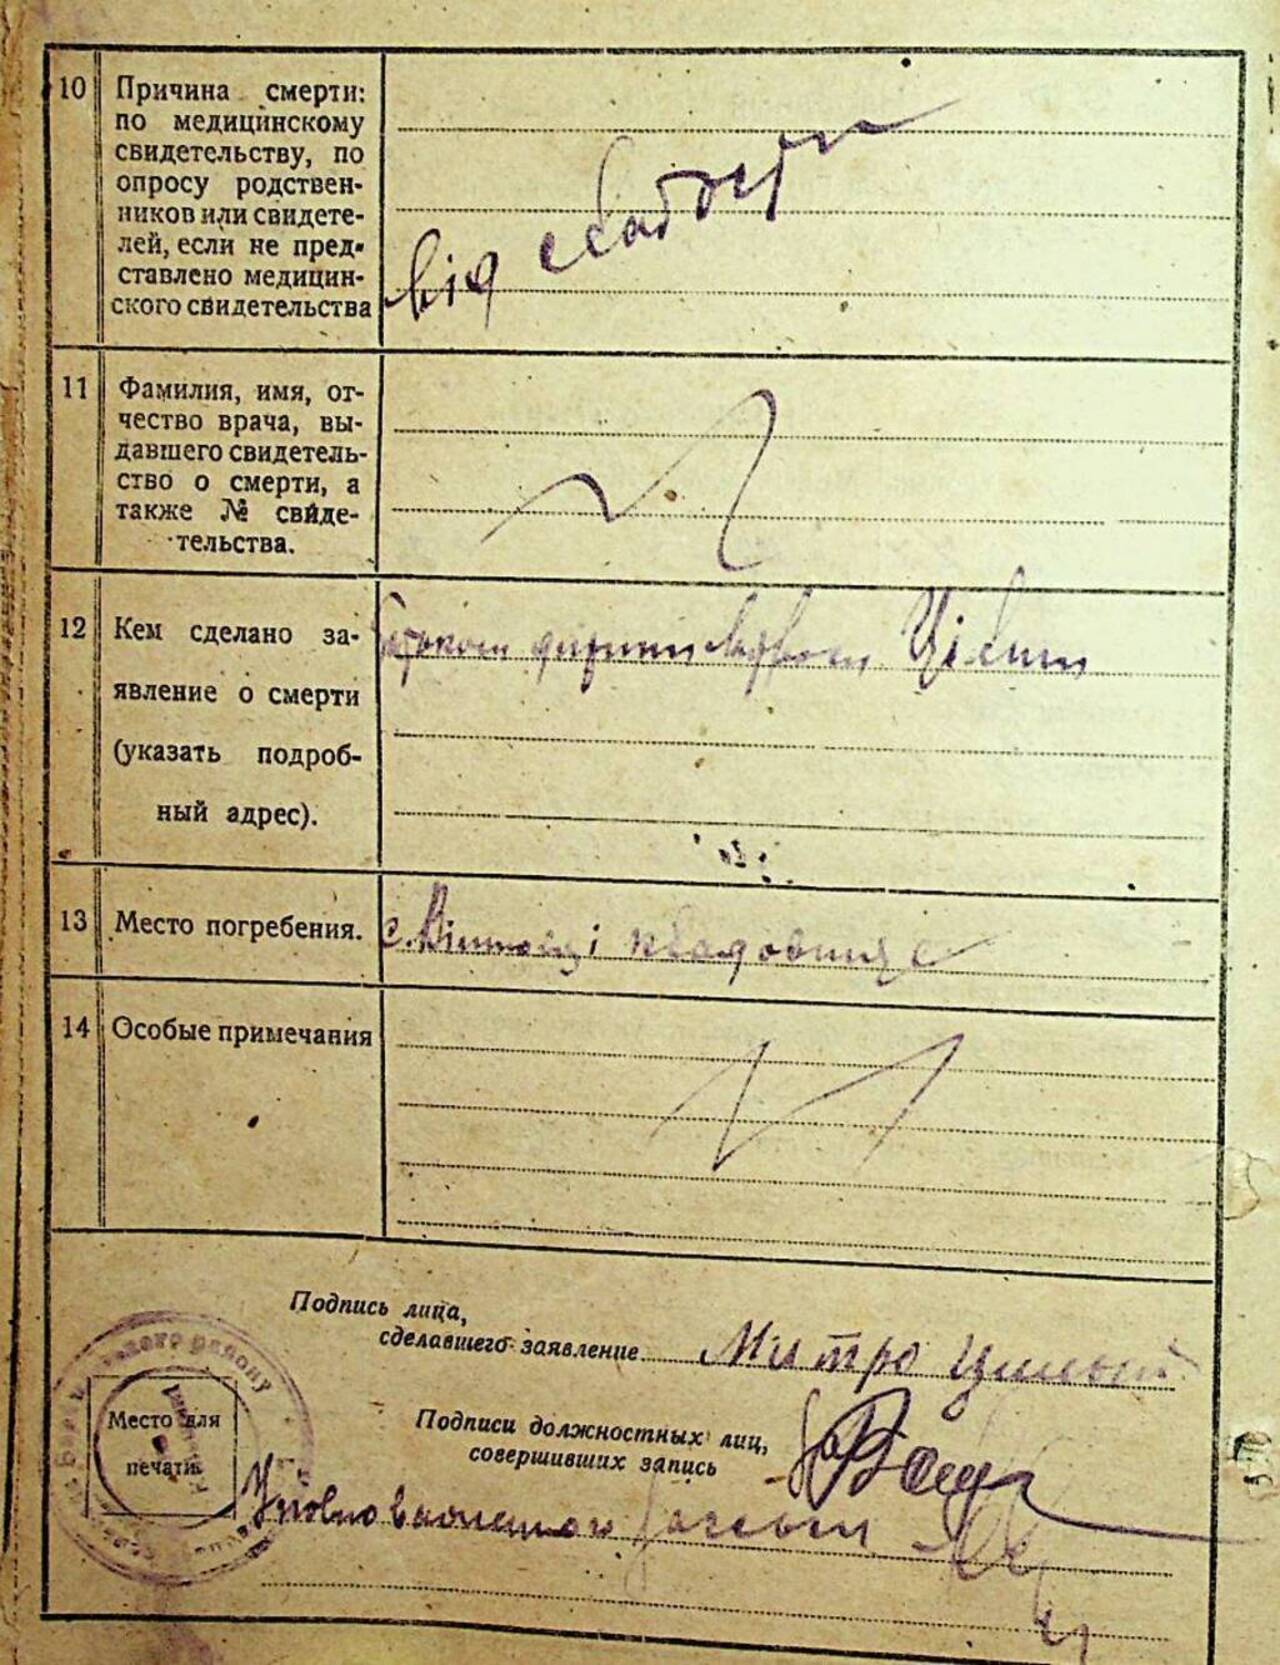 10 Причина смерти:
по медицинскому
свидетельству, по
опросу родствен-
ников или свидете-
лей, если не пред-
ставлено медицин-
ского свидетельства
від слабости
11 Фамилия, имя, от-
чество врача, вы-
давшего свидетель-
ство о смерти, а
также № свиде-
тельства.
12 Кем сделано за-
явление о смерти
(указать подроб-
ный адрес).
13 Место погребения.
с. кладовище
14 Особые примечания
Подпись лица,
сделавшего заявление Митро
Подписи должностных лиц,
совершивших запись
Место для
печати
району